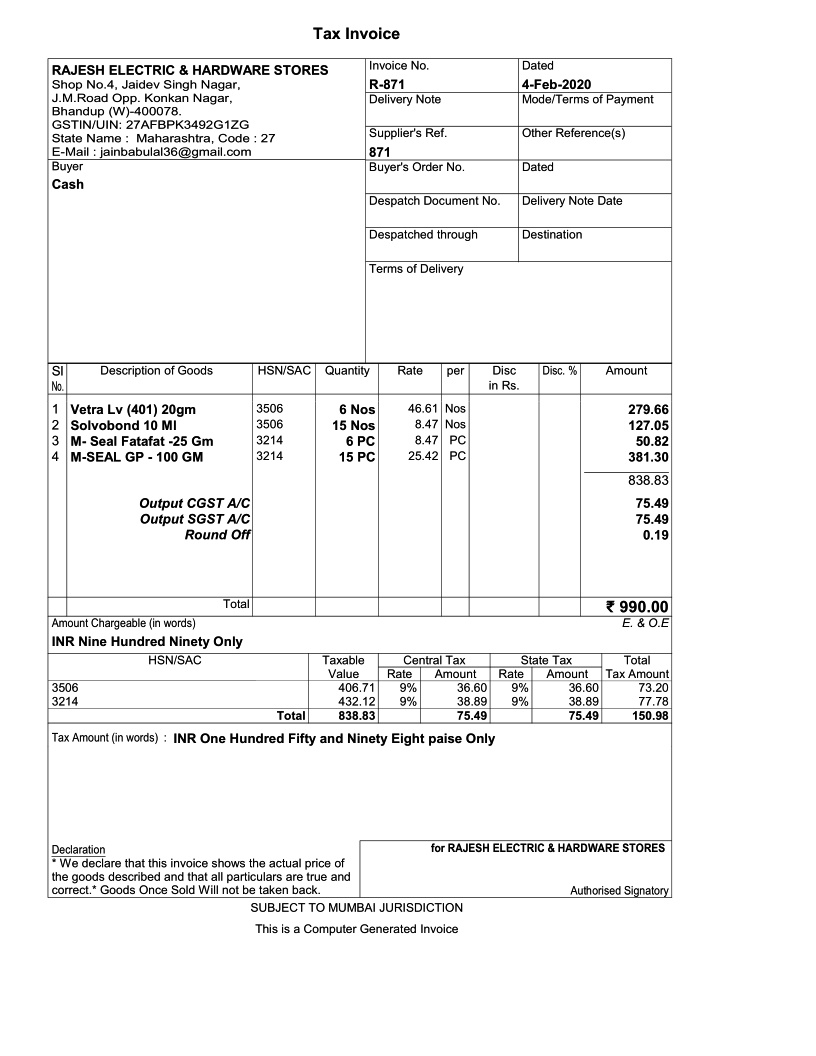 Tax Invoice
RAJESH ELECTRIC & HARDWARE STORES
Shop No.4, Jaidev Singh Nagar,
J.M.Road Opp. Konkan Nagar,
Bhandup (W)-400078.
GSTIN/UIN: 27AFBPK3492G1ZG
State Name : Maharashtra, Code : 27
E-Mail : jainbabulal36@gmail.com
Invoice No. Dated
R-871 4-Feb-2020
Delivery Note Mode/Terms of Payment
Supplier's Ref. Other Reference(s)
871
Buyer
Cash
Buyer's Order No. Dated
Despatch Document No. Delivery Note Date
Despatched through Destination
Terms of Delivery
Sl Description of Goods HSN/SAC Quantity Rate per Disc Disc. % Amount
No. in Rs.
1 Vetra Lv (401) 20gm 3506 6 Nos 46.61 Nos 279.66
2 Solvobond 10 Ml 3506 15 Nos 8.47 Nos 127.05
3 M- Seal Fatafat -25 Gm 3214 6 PC 8.47 PC 50.82
4 M-SEAL GP - 100 GM 3214 15 PC 25.42 PC 381.30
838.83
Output CGST A/C 75.49
Output SGST A/C 75.49
Round Off 0.19
Total ₹ 990.00
Amount Chargeable (in words) E. & O.E
INR Nine Hundred Ninety Only
HSN/SAC Taxable Central Tax State Tax Total
Value Rate Amount Rate Amount Tax Amount
3506 406.71 9% 36.60 9% 36.60 73.20
3214 432.12 9% 38.89 9% 38.89 77.78
Total 838.83 75.49 75.49 150.98
Tax Amount (in words) : INR One Hundred Fifty and Ninety Eight paise Only
Declaration
* We declare that this invoice shows the actual price of
the goods described and that all particulars are true and
correct.* Goods Once Sold Will not be taken back.
for RAJESH ELECTRIC & HARDWARE STORES
Authorised Signatory
SUBJECT TO MUMBAI JURISDICTION
This is a Computer Generated Invoice